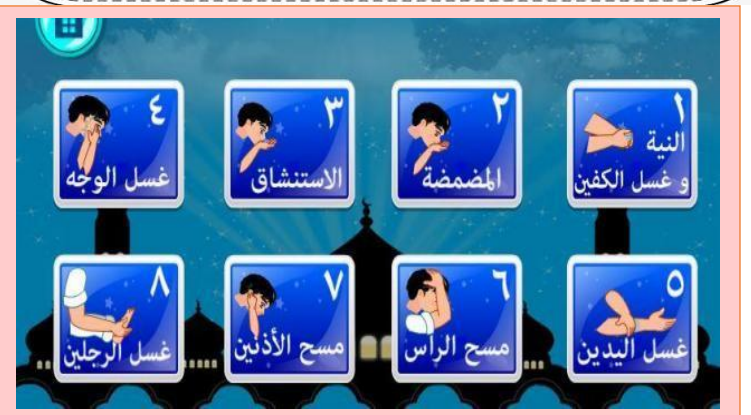 ١
النية
و غسل الكفين
٢
المضمضة
٣
الاستنشاق
٤
غسل الوجه
٥
غسل اليدين
٦
مسح الرأس
٧
مسح الأذنين
٨
غسل الرجلين